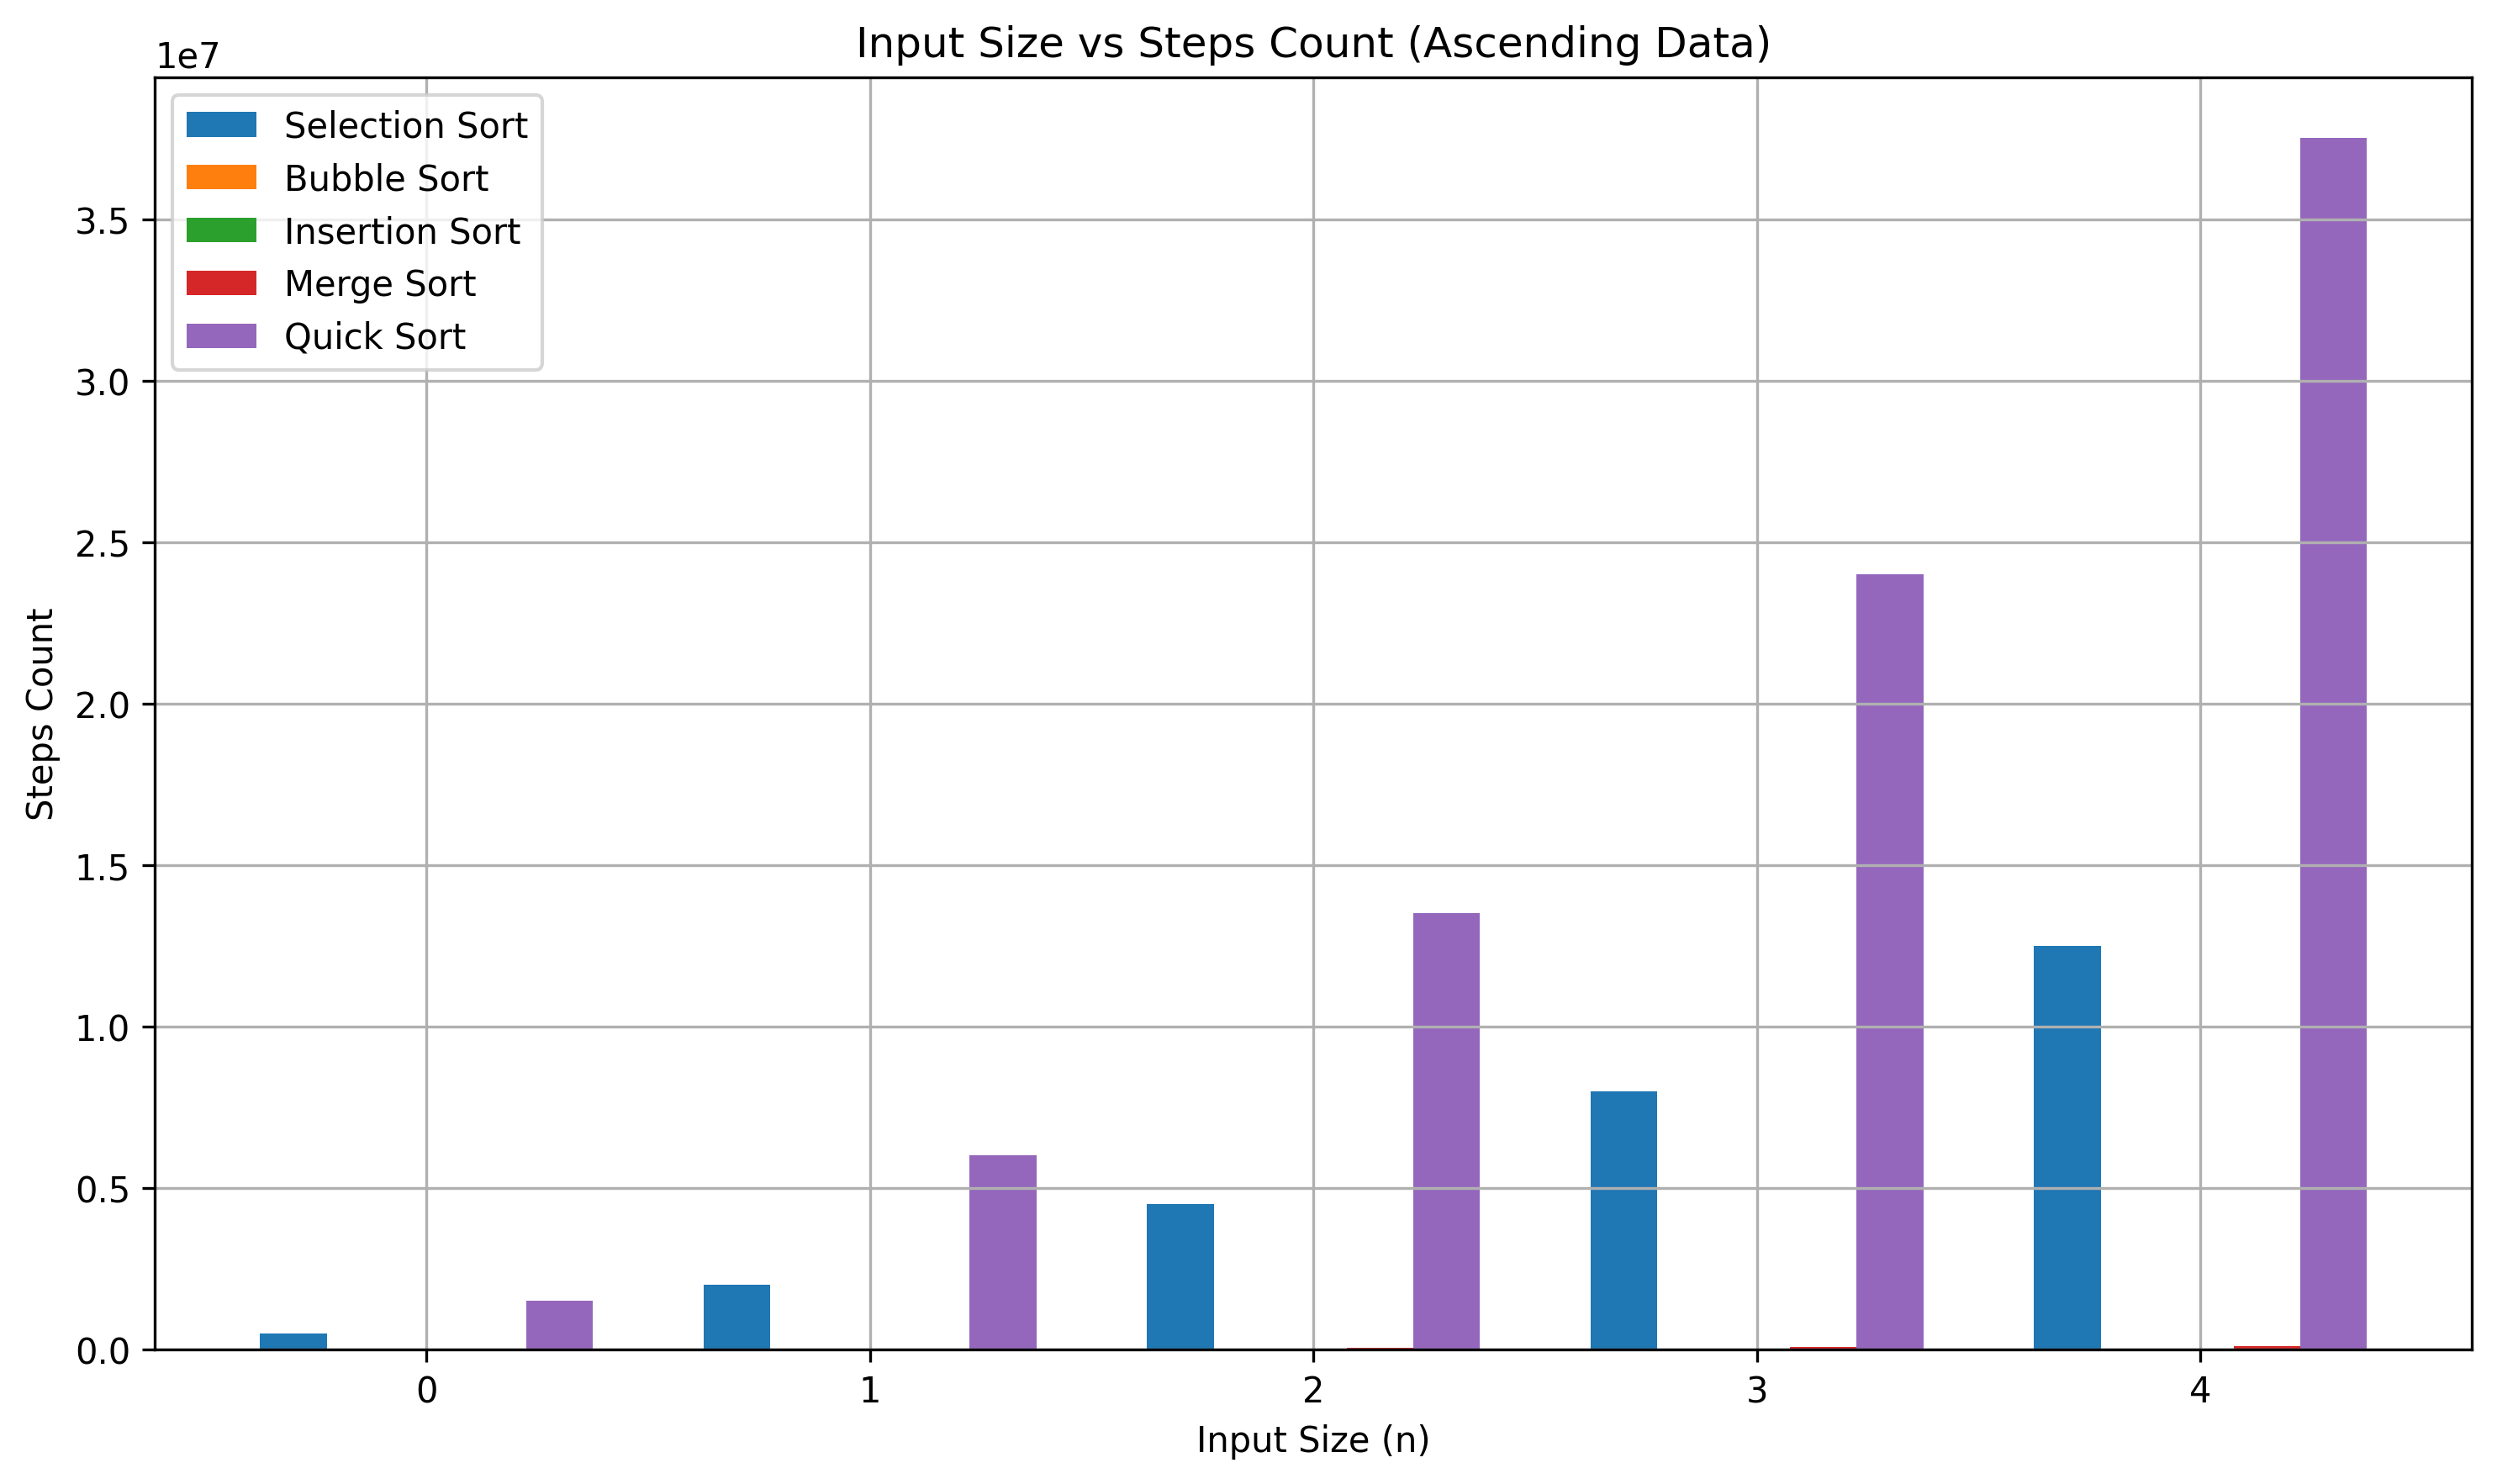 Input Size vs Steps Count (Ascending Data)
1e7
Selection Sort
Bubble Sort
Insertion Sort
Merge Sort
Quick Sort
3.5
3.0
2.5
2.0
1.5
1.0
0.5
0.0
Steps Count
0 1 2 3 4
Input Size (n)